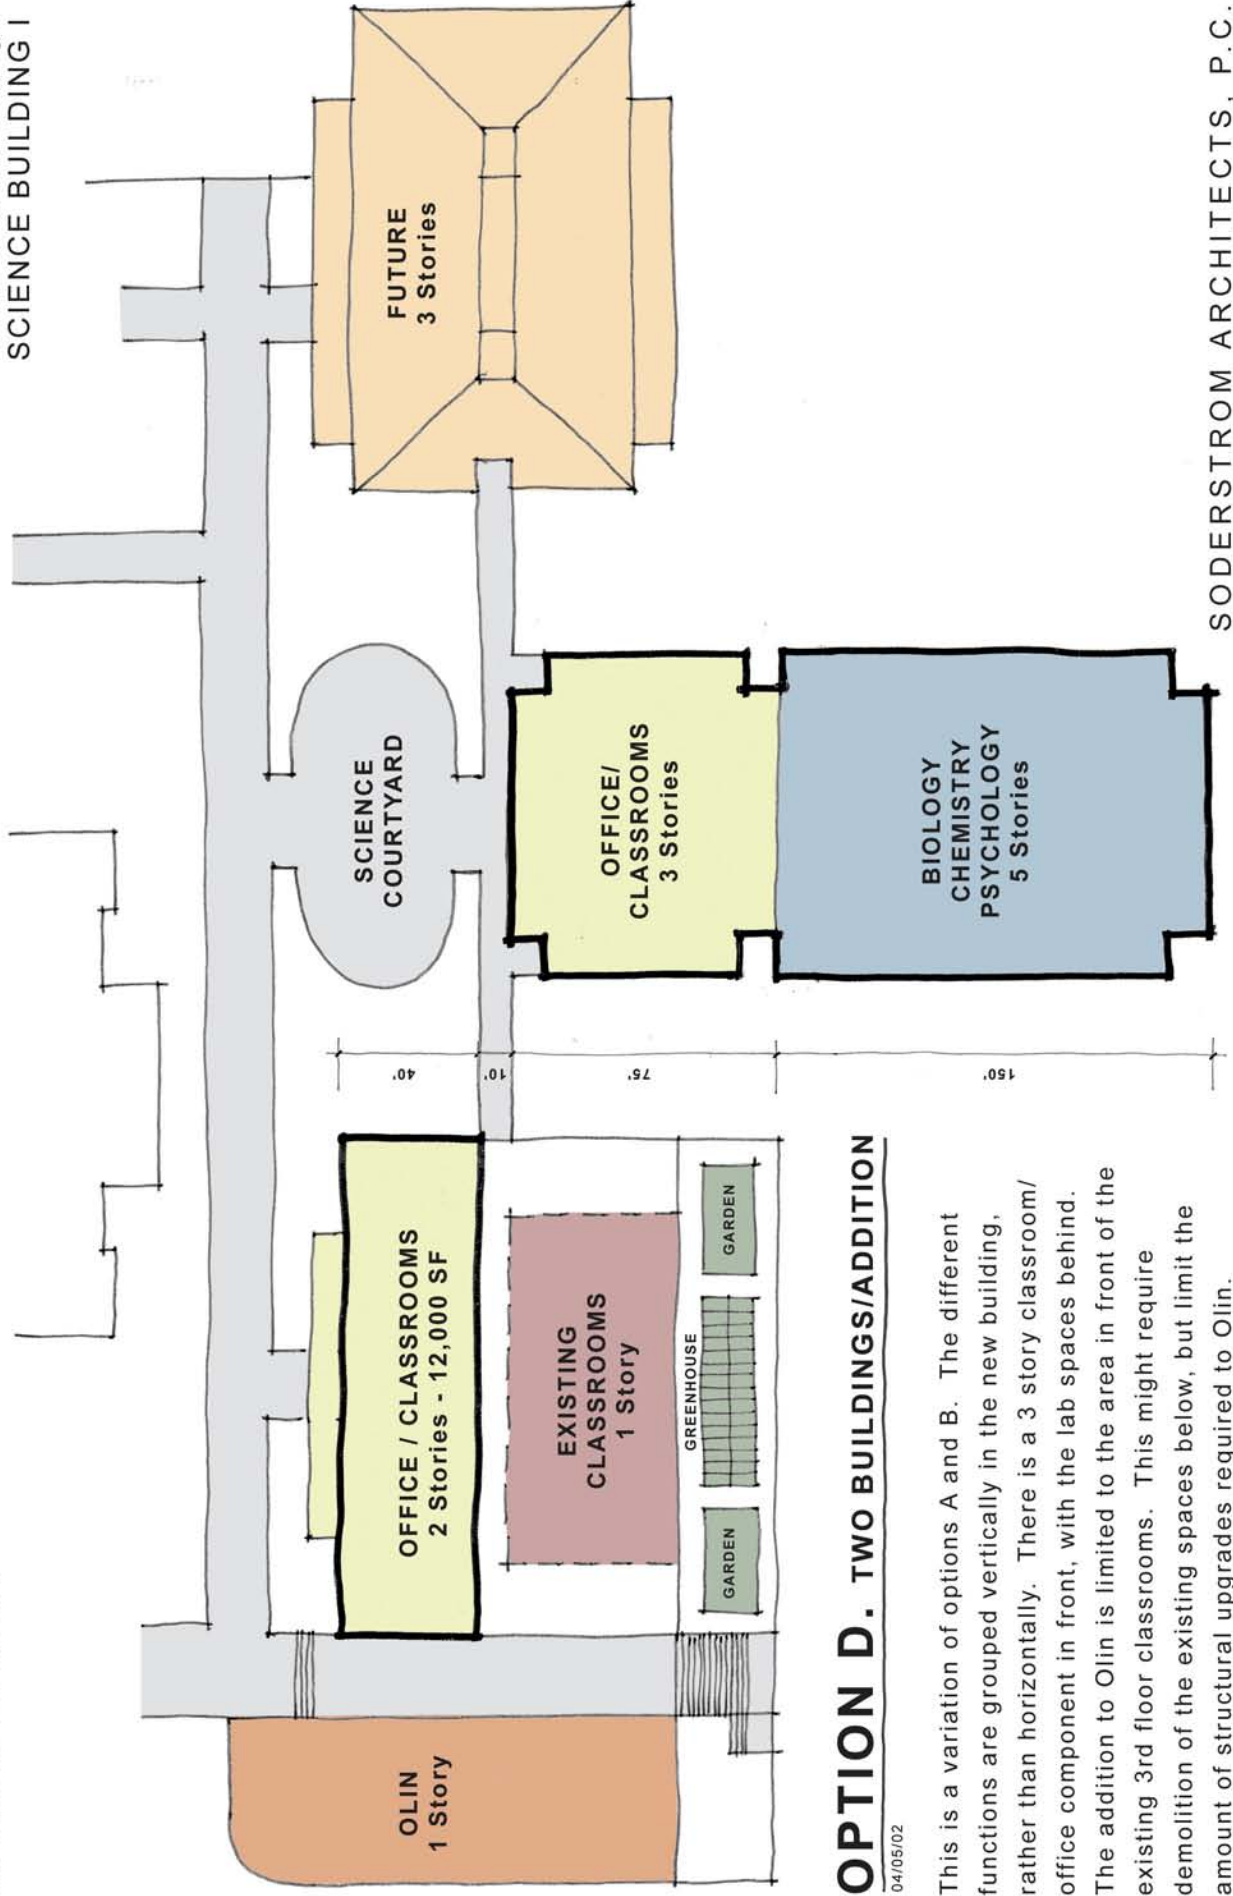 SCIENCE BUILDING I
FUTURE
3 Stories
SCIENCE
COURTYARD
OFFICE/
CLASSROOMS
3 Stories
BIOLOGY
CHEMISTRY
PSYCHOLOGY
5 Stories
40'
10'
75'
150'
OFFICE / CLASSROOMS
2 Stories - 12,000 SF
EXISTING
CLASSROOMS
1 Story
GREENHOUSE
GARDEN
GARDEN
OLIN
1 Story
OPTION D. TWO BUILDINGS/ADDITION
04/05/02
This is a variation of options A and B. The different
functions are grouped vertically in the new building,
rather than horizontally. There is a 3 story classroom/
office component in front, with the lab spaces behind.
The addition to Olin is limited to the area in front of the
existing 3rd floor classrooms. This might require
demolition of the existing spaces below, but limit the
amount of structural upgrades required to Olin.
SODERSTROM ARCHITECTS, P.C.